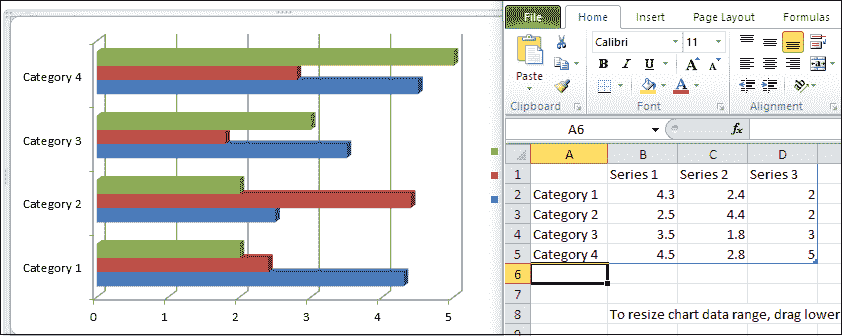 Category 4
Category 3
Category 2
Category 1
0 1 2 3 4 5
File Home Insert Page Layout Formulas
Paste
Calibri 11
B I U A A
Clipboard Font Alignment
A6 fx
A B C D
1 Series 1 Series 2 Series 3
2 Category 1 4.3 2.4 2
3 Category 2 2.5 4.4 2
4 Category 3 3.5 1.8 3
5 Category 4 4.5 2.8 5
6
7
8 To resize chart data range, drag lower